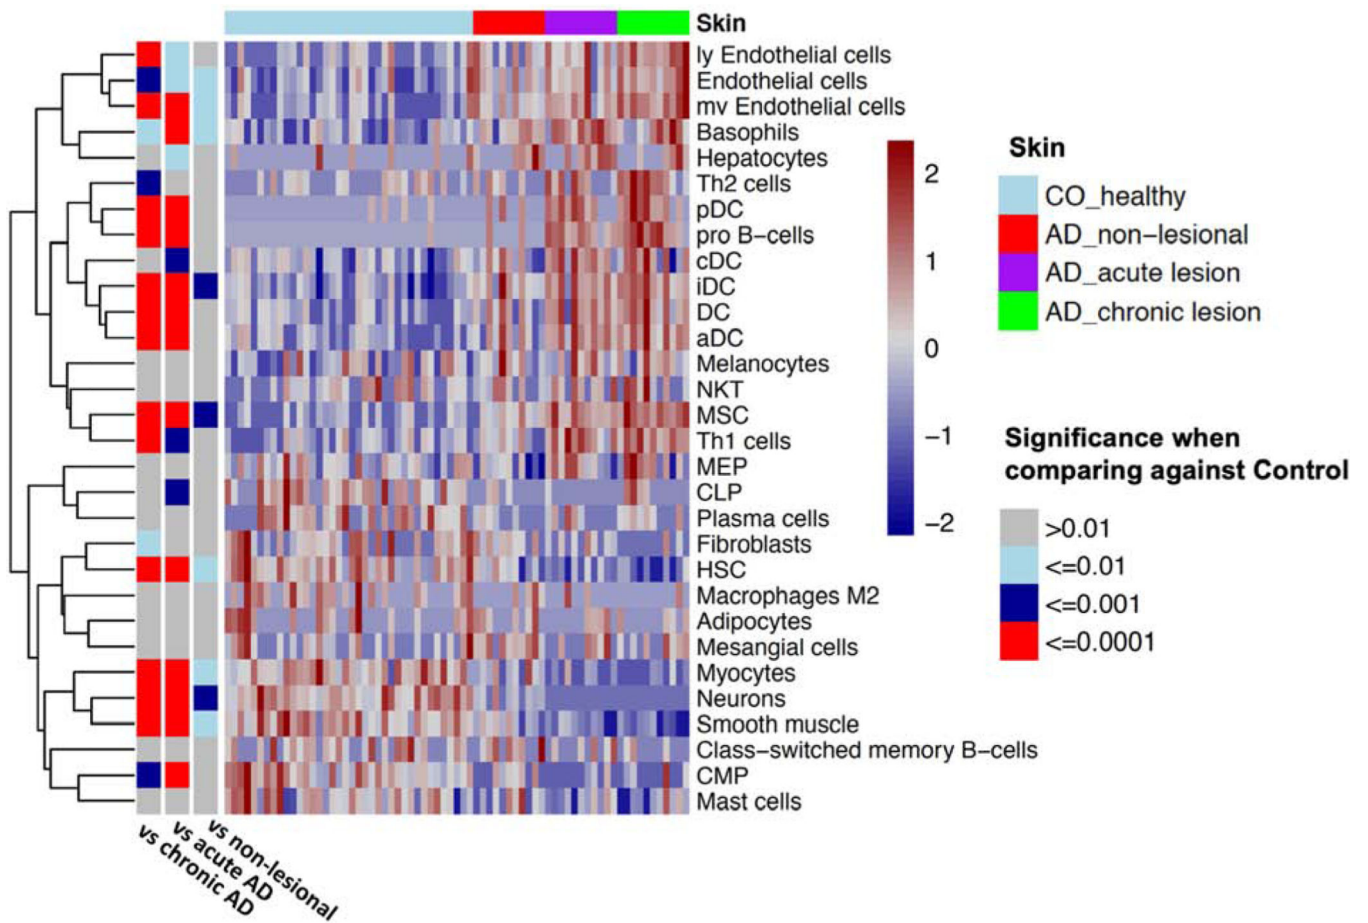 Skin
ly Endothelial cells
Endothelial cells
mv Endothelial cells
Basophils
Hepatocytes
Th2 cells
pDC
pro B−cells
cDC
iDC
DC
aDC
Melanocytes
NKT
MSC
Th1 cells
MEP
CLP
Plasma cells
Fibroblasts
HSC
Macrophages M2
Adipocytes
Mesangial cells
Myocytes
Neurons
Smooth muscle
Class−switched memory B−cells
CMP
Mast cells
vs chronic AD
vs acute AD
vs non-lesional
2
1
0
−1
−2
Skin
CO_healthy
AD_non−lesional
AD_acute lesion
AD_chronic lesion
Significance when
comparing against Control
>0.01
<=0.01
<=0.001
<=0.0001